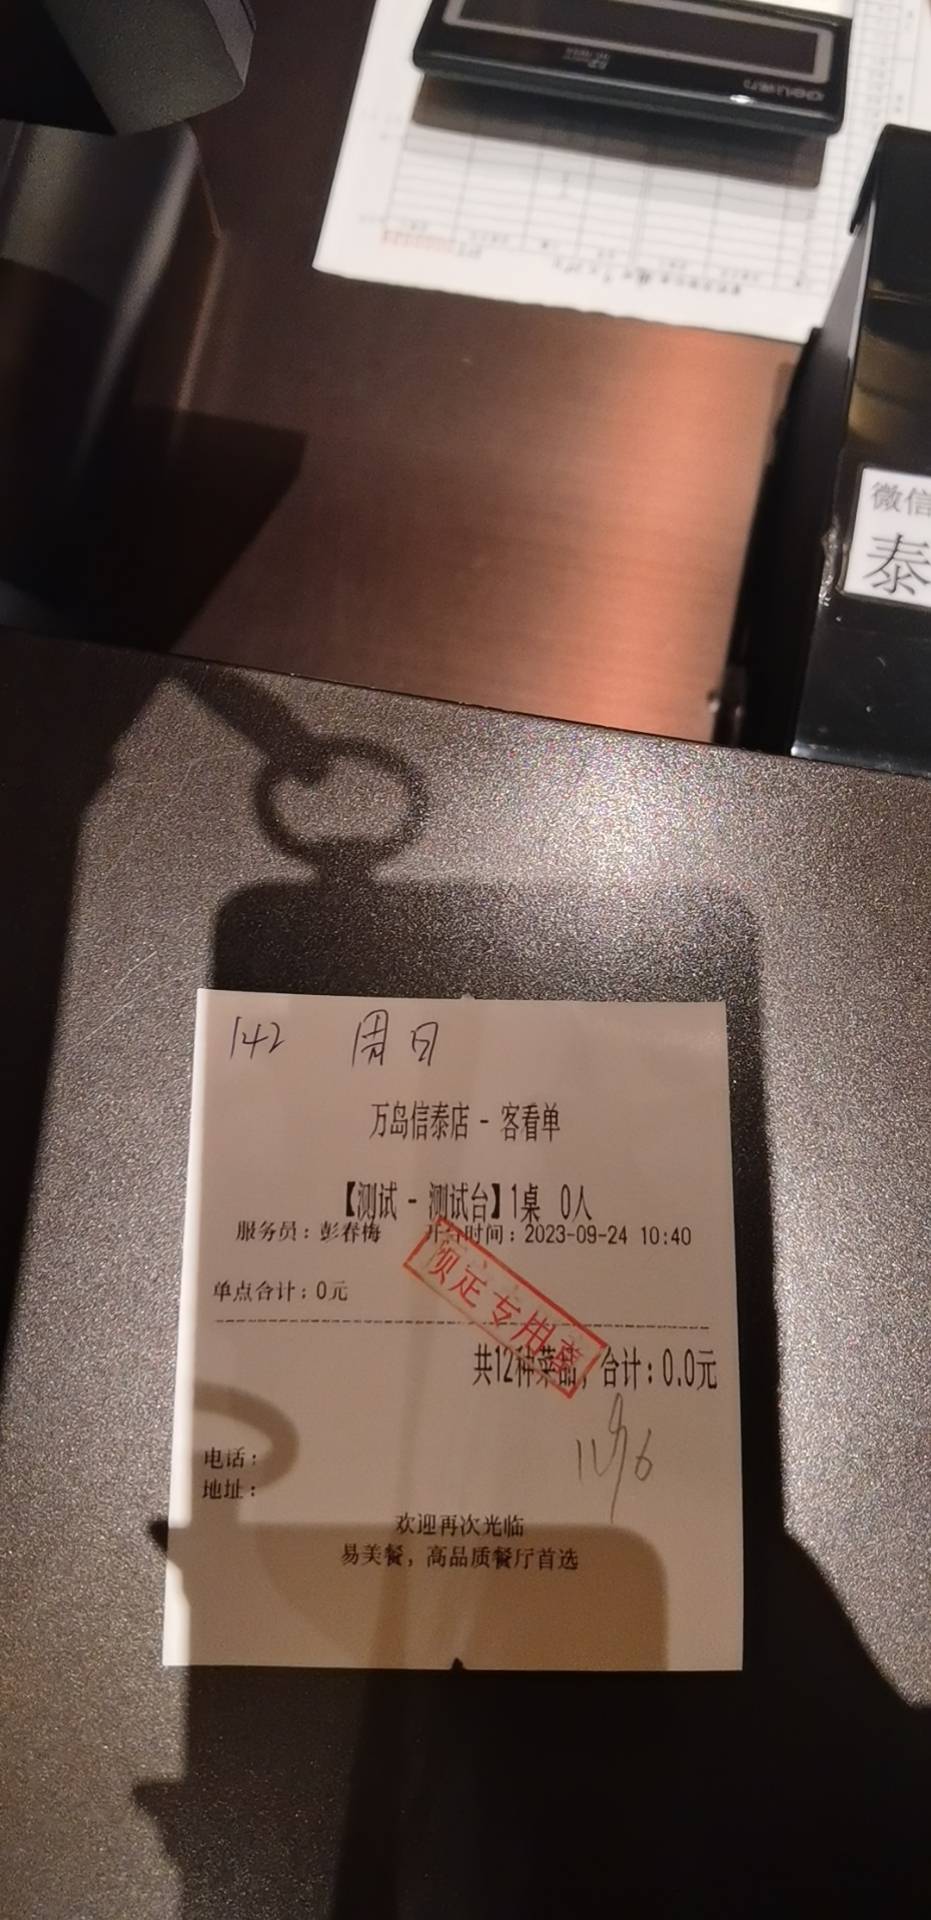 微信
泰
142 周日
万岛信泰店 - 客看单
【测试 - 测试台】1桌 0人
服务员：彭春梅 开台时间：2023-09-24 10:40
单点合计：0元
预定专用章
共12种菜品，合计：0.0元
电话：
地址：
欢迎再次光临
易美餐，高品质餐厅首选